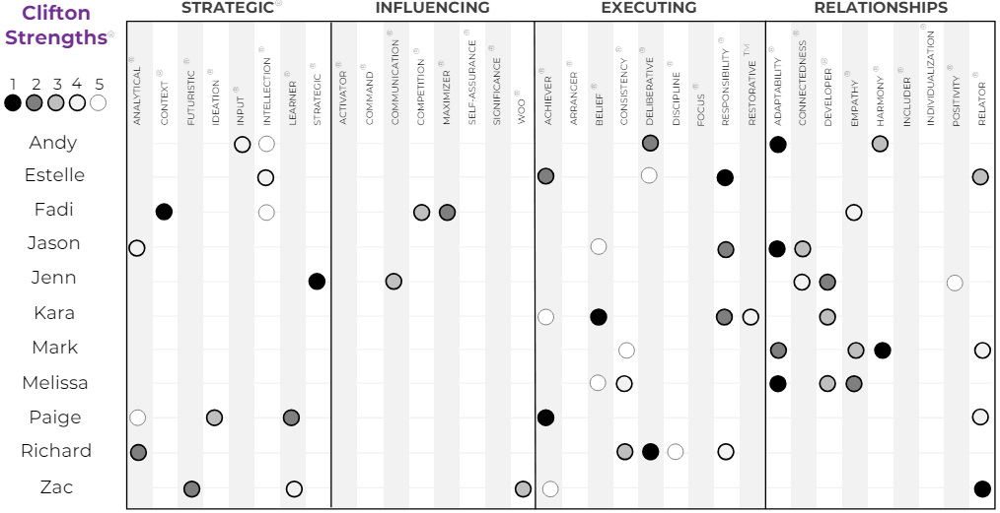 Clifton
Strengths®
1 2 3 4 5
STRATEGIC®
INFLUENCING
EXECUTING
RELATIONSHIPS
ANALYTICAL®
CONTEXT®
FUTURISTIC®
IDEATION®
INPUT®
INTELLECTION®
LEARNER®
STRATEGIC®
ACTIVATOR®
COMMAND®
COMMUNICATION®
COMPETITION®
MAXIMIZER®
SELF-ASSURANCE®
SIGNIFICANCE®
WOO®
ACHIEVER®
ARRANGER®
BELIEF®
CONSISTENCY®
DELIBERATIVE®
DISCIPLINE®
FOCUS®
RESPONSIBILITY®
RESTORATIVE™
ADAPTABILITY®
CONNECTEDNESS®
DEVELOPER®
EMPATHY®
HARMONY®
INCLUDER®
INDIVIDUALIZATION®
POSITIVITY®
RELATOR®
Andy
Estelle
Fadi
Jason
Jenn
Kara
Mark
Melissa
Paige
Richard
Zac